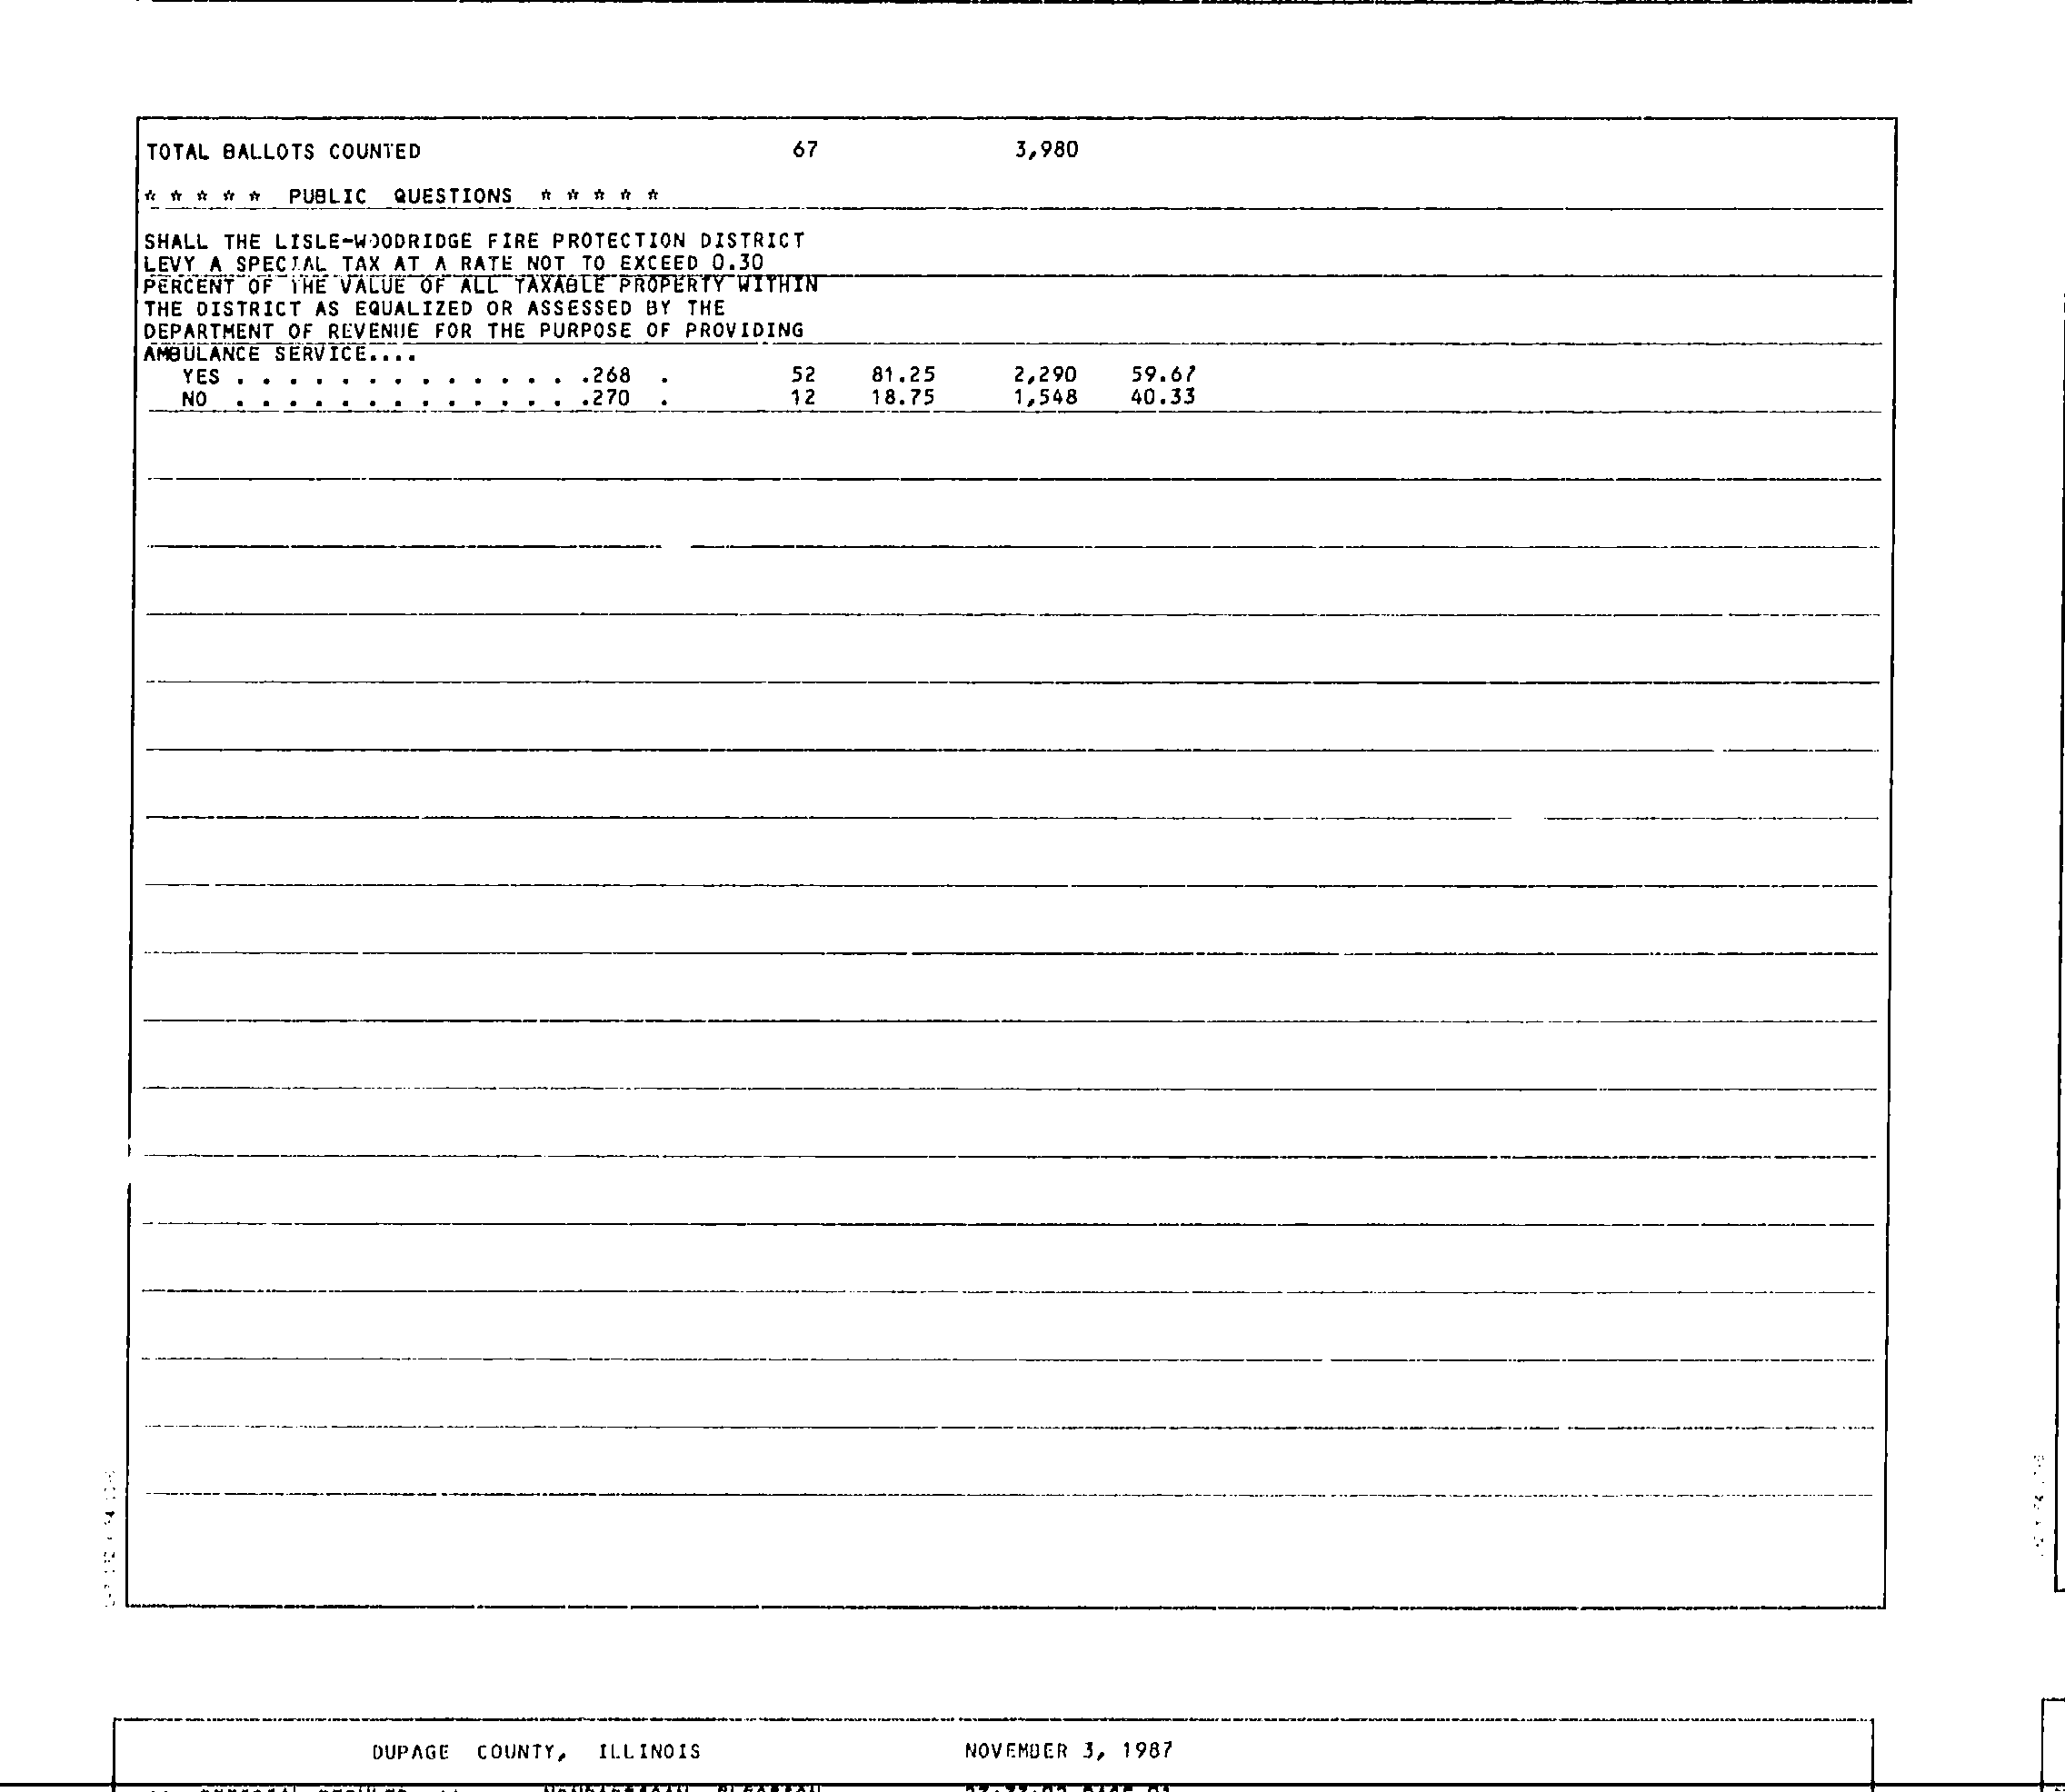 TOTAL BALLOTS COUNTED 67 3,980
* * * * * PUBLIC QUESTIONS * * * * *
SHALL THE LISLE-WOODRIDGE FIRE PROTECTION DISTRICT
LEVY A SPECIAL TAX AT A RATE NOT TO EXCEED 0.30
PERCENT OF THE VALUE OF ALL TAXABLE PROPERTY WITHIN
THE DISTRICT AS EQUALIZED OR ASSESSED BY THE
DEPARTMENT OF REVENUE FOR THE PURPOSE OF PROVIDING
AMBULANCE SERVICE....
YES . . . . . . . . . . . . . .268 . 52 81.25 2,290 59.67
NO . . . . . . . . . . . . . .270 . 12 18.75 1,548 40.33
DUPAGE COUNTY, ILLINOIS NOVEMBER 3, 1987